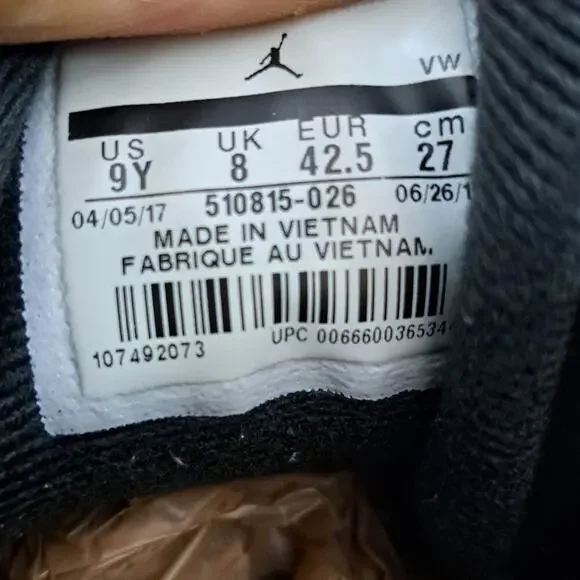 VW
US UK EUR cm
9Y 8 42.5 27
04/05/17 510815-026 06/26/1
MADE IN VIETNAM
FABRIQUE AU VIETNAM.
107492073 UPC 00666003653